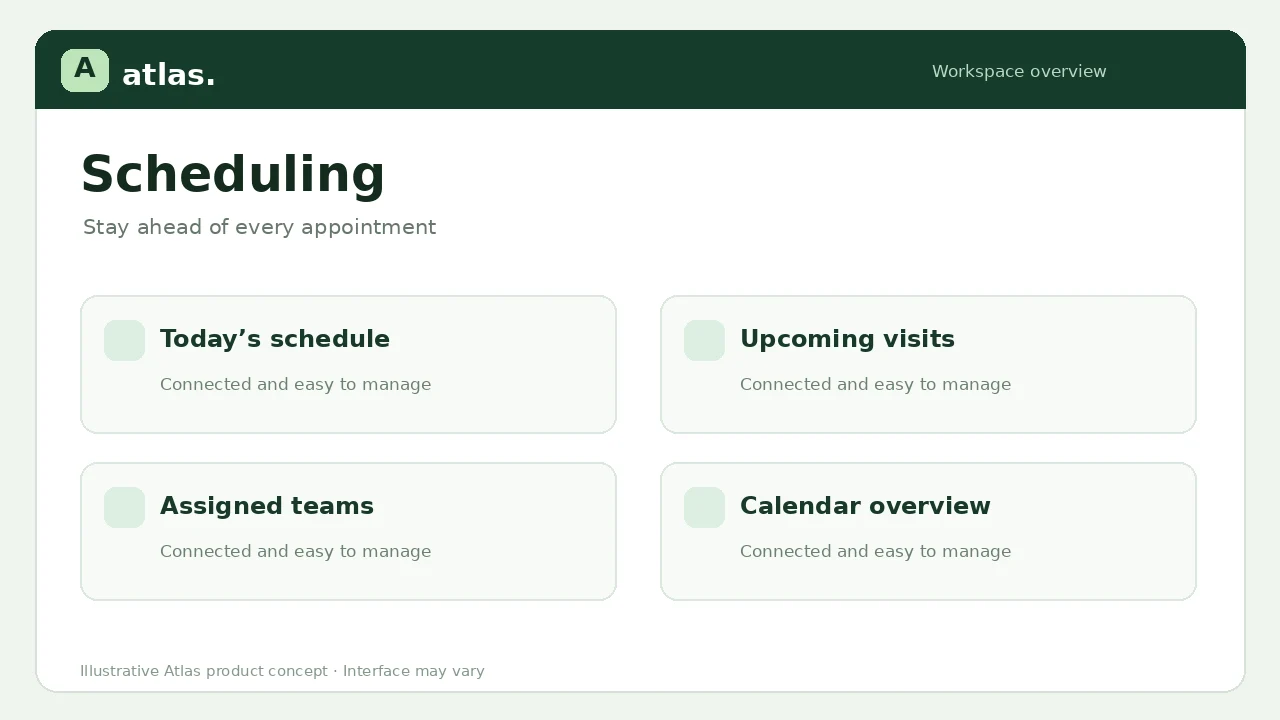 A atlas.
Workspace overview
Scheduling
Stay ahead of every appointment
Today’s schedule
Connected and easy to manage
Upcoming visits
Connected and easy to manage
Assigned teams
Connected and easy to manage
Calendar overview
Connected and easy to manage
Illustrative Atlas product concept · Interface may vary